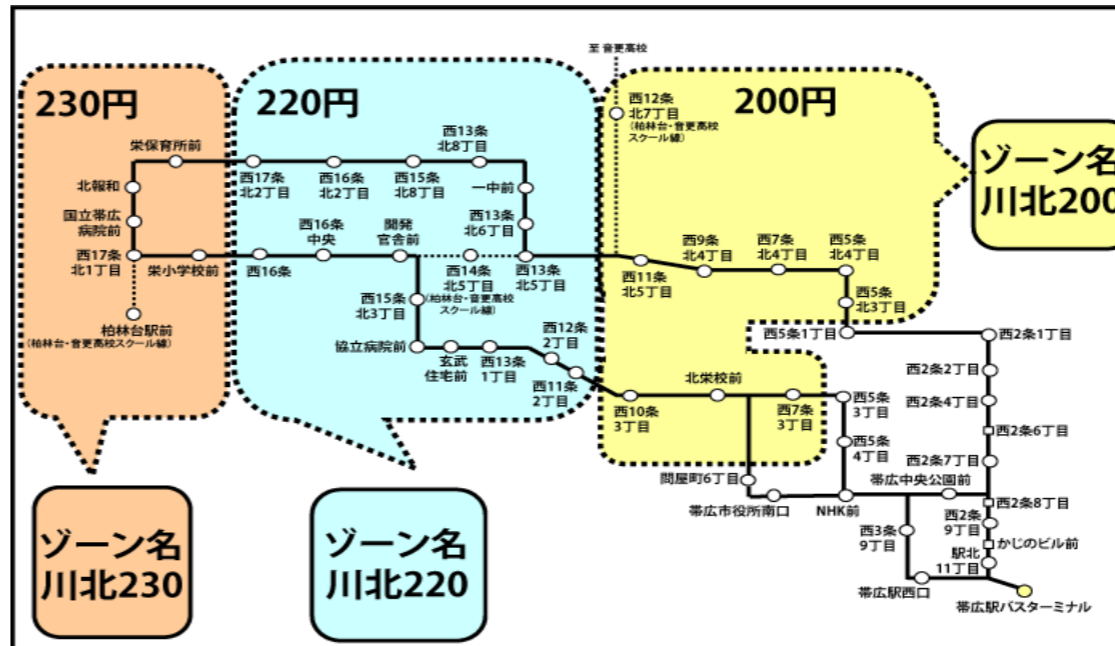 至 音更高校
230円
220円
200円
西12条
北7丁目
(柏林台・音更高校
スクール線)
西13条
北8丁目
栄保育所前
西17条
北2丁目
西16条
北2丁目
西15条
北8丁目
一中前
北報和
国立帯広
病院前
西17条
北1丁目
栄小学校前
西16条
西16条
中央
開発
官舎前
西13条
北6丁目
西14条
北5丁目
(柏林台・音更高校
スクール線)
西13条
北5丁目
西11条
北5丁目
西9条
北4丁目
西7条
北4丁目
西5条
北4丁目
西5条
北3丁目
ゾーン名
川北200
柏林台駅前
(柏林台・音更高校スクール線)
西15条
北3丁目
協立病院前
玄武
住宅前
西13条
1丁目
西12条
2丁目
西11条
2丁目
西10条
3丁目
北栄校前
西7条
3丁目
西5条1丁目
西2条1丁目
西2条2丁目
西2条4丁目
西2条6丁目
西2条7丁目
西5条
3丁目
西5条
4丁目
問屋町6丁目
帯広市役所南口
NHK前
帯広中央公園前
西2条8丁目
西2条
9丁目
西3条
9丁目
かじのビル前
駅北
11丁目
帯広駅西口
帯広駅バスターミナル
ゾーン名
川北230
ゾーン名
川北220